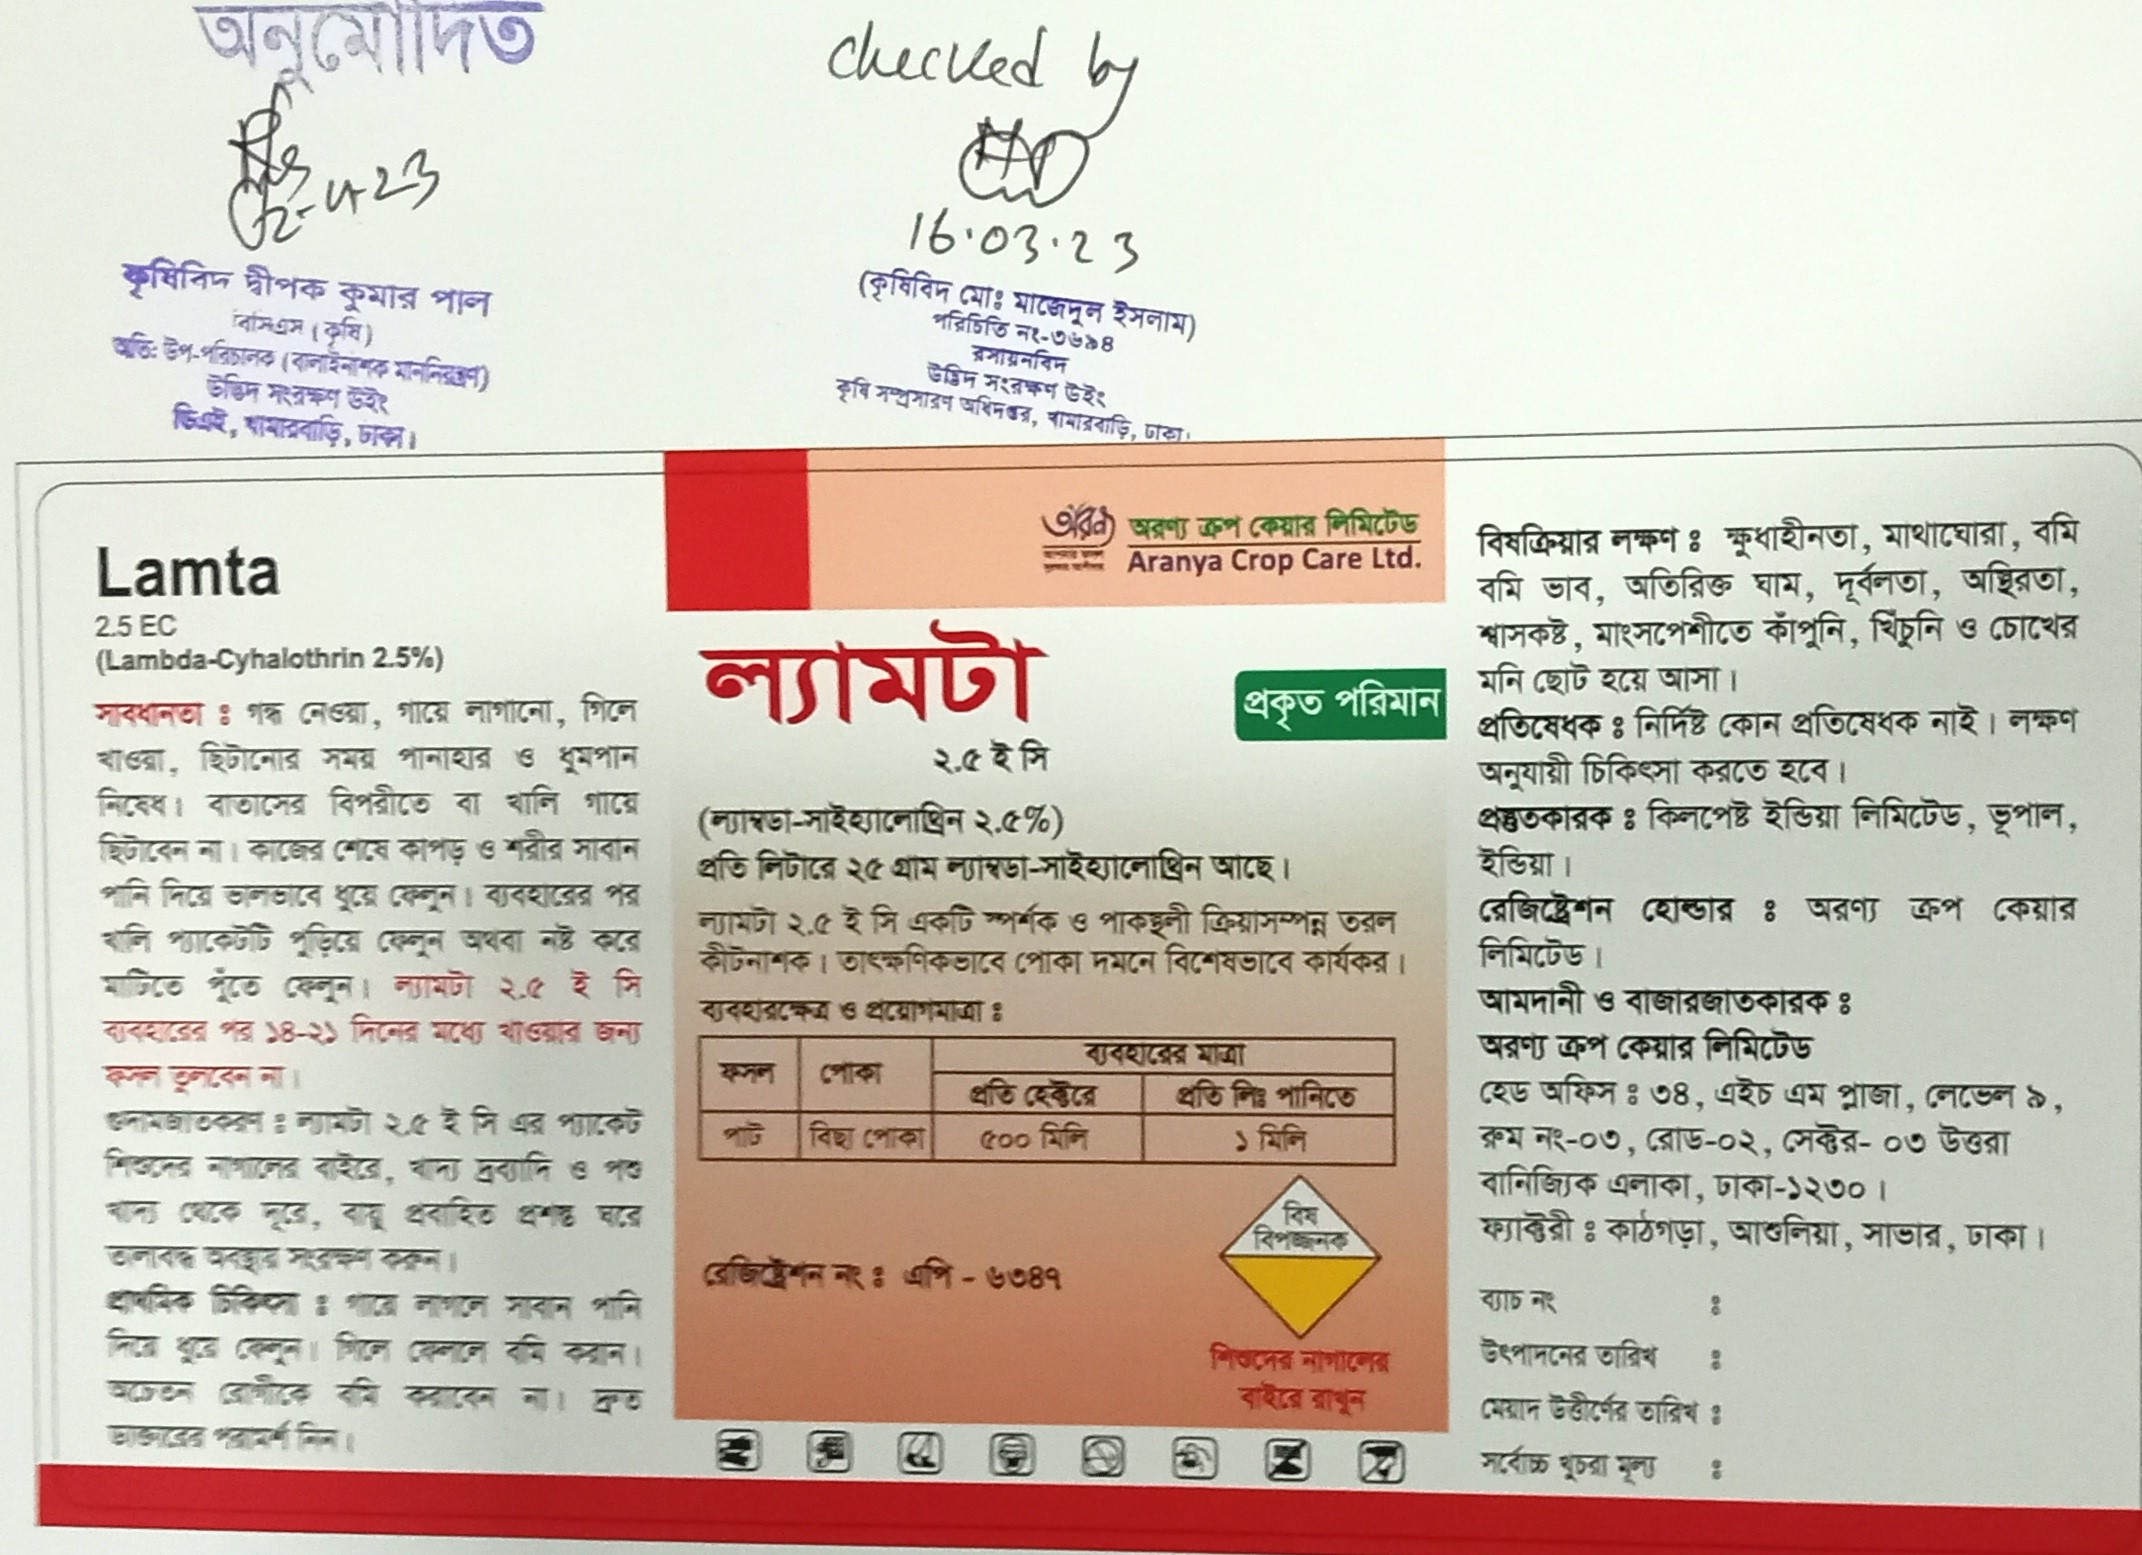 অনুমোদিত
কৃষিবিদ দ্বীপক কুমার পাল
বিসিএস (কৃষি)
অতি: উপ-পরিচালক (বালাইনাশক মাননিয়ন্ত্রণ)
উদ্ভিদ সংরক্ষণ উইং
ডিএই, খামারবাড়ি, ঢাকা।
checked by
16.03.23
(কৃষিবিদ মোঃ মাজেদুল ইসলাম)
পরিচিতি নং-৩৬৯৪
রসায়নবিদ
উদ্ভিদ সংরক্ষণ উইং
কৃষি সম্প্রসারণ অধিদপ্তর, খামারবাড়ি, ঢাকা।
Lamta
2.5 EC
(Lambda-Cyhalothrin 2.5%)
সাবধানতা : গন্ধ নেওয়া, গায়ে লাগানো, গিলে
খাওয়া, ছিটানোর সময় পানাহার ও ধুমপান
নিষেধ। বাতাসের বিপরীতে বা খালি গায়ে
ছিটাবেন না। কাজের শেষে কাপড় ও শরীর সাবান
পানি দিয়ে ভালভাবে ধুয়ে ফেলুন। ব্যবহারের পর
খালি প্যাকেটটি পুড়িয়ে ফেলুন অথবা নষ্ট করে
মাটিতে পুঁতে ফেলুন। ল্যামটা ২.৫ ই সি
ব্যবহারের পর ১৪-২১ দিনের মধ্যে খাওয়ার জন্য
ফসল তুলবেন না।
গুদামজাতকরণ : ল্যামটা ২.৫ ই সি এর প্যাকেট
শিশুদের নাগালের বাইরে, খাদ্য দ্রব্যাদি ও পশু
খাদ্য থেকে দূরে, বায়ু প্রবাহিত প্রশস্ত ঘরে
তালাবদ্ধ অবস্থায় সংরক্ষণ করুন।
প্রাথমিক চিকিৎসা : গায়ে লাগলে সাবান পানি
দিয়ে ধুয়ে ফেলুন। গিলে ফেললে বমি করান।
অচেতন রোগীকে বমি করাবেন না। দ্রুত
ডাক্তারের পরামর্শ নিন।
অরণ্য ক্রপ কেয়ার লিমিটেড
Aranya Crop Care Ltd.
ল্যামটা
২.৫ ই সি
প্রকৃত পরিমান
(ল্যাম্বডা-সাইহ্যালোথ্রিন ২.৫%)
প্রতি লিটারে ২৫ গ্রাম ল্যাম্বডা-সাইহ্যালোথ্রিন আছে।
ল্যামটা ২.৫ ই সি একটি স্পর্শক ও পাকস্থলী ক্রিয়াসম্পন্ন তরল
কীটনাশক। তাৎক্ষণিকভাবে পোকা দমনে বিশেষভাবে কার্যকর।
ব্যবহারক্ষেত্র ও প্রয়োগমাত্রা :
ফসল পোকা ব্যবহারের মাত্রা
প্রতি হেক্টরে প্রতি লিঃ পানিতে
পাট বিছা পোকা ৫০০ মিলি ১ মিলি
রেজিষ্ট্রেশন নং : এপি - ৬৩৪৭
বিষ
বিপজ্জনক
শিশুদের নাগালের
বাইরে রাখুন
বিষক্রিয়ার লক্ষণ : ক্ষুধাহীনতা, মাথাঘোরা, বমি
বমি ভাব, অতিরিক্ত ঘাম, দূর্বলতা, অস্থিরতা,
শ্বাসকষ্ট, মাংসপেশীতে কাঁপুনি, খিঁচুনি ও চোখের
মনি ছোট হয়ে আসা।
প্রতিষেধক : নির্দিষ্ট কোন প্রতিষেধক নাই। লক্ষণ
অনুযায়ী চিকিৎসা করতে হবে।
প্রস্তুতকারক : কিলপেষ্ট ইন্ডিয়া লিমিটেড, ভূপাল,
ইন্ডিয়া।
রেজিষ্ট্রেশন হোল্ডার : অরণ্য ক্রপ কেয়ার
লিমিটেড।
আমদানী ও বাজারজাতকারক :
অরণ্য ক্রপ কেয়ার লিমিটেড
হেড অফিস : ৩৪, এইচ এম প্লাজা, লেভেল ৯,
রুম নং-০৩, রোড-০২, সেক্টর- ০৩ উত্তরা
বানিজ্যিক এলাকা, ঢাকা-১২৩০।
ফ্যাক্টরী : কাঠগড়া, আশুলিয়া, সাভার, ঢাকা।
ব্যাচ নং :
উৎপাদনের তারিখ :
মেয়াদ উত্তীর্ণের তারিখ :
সর্বোচ্চ খুচরা মূল্য :